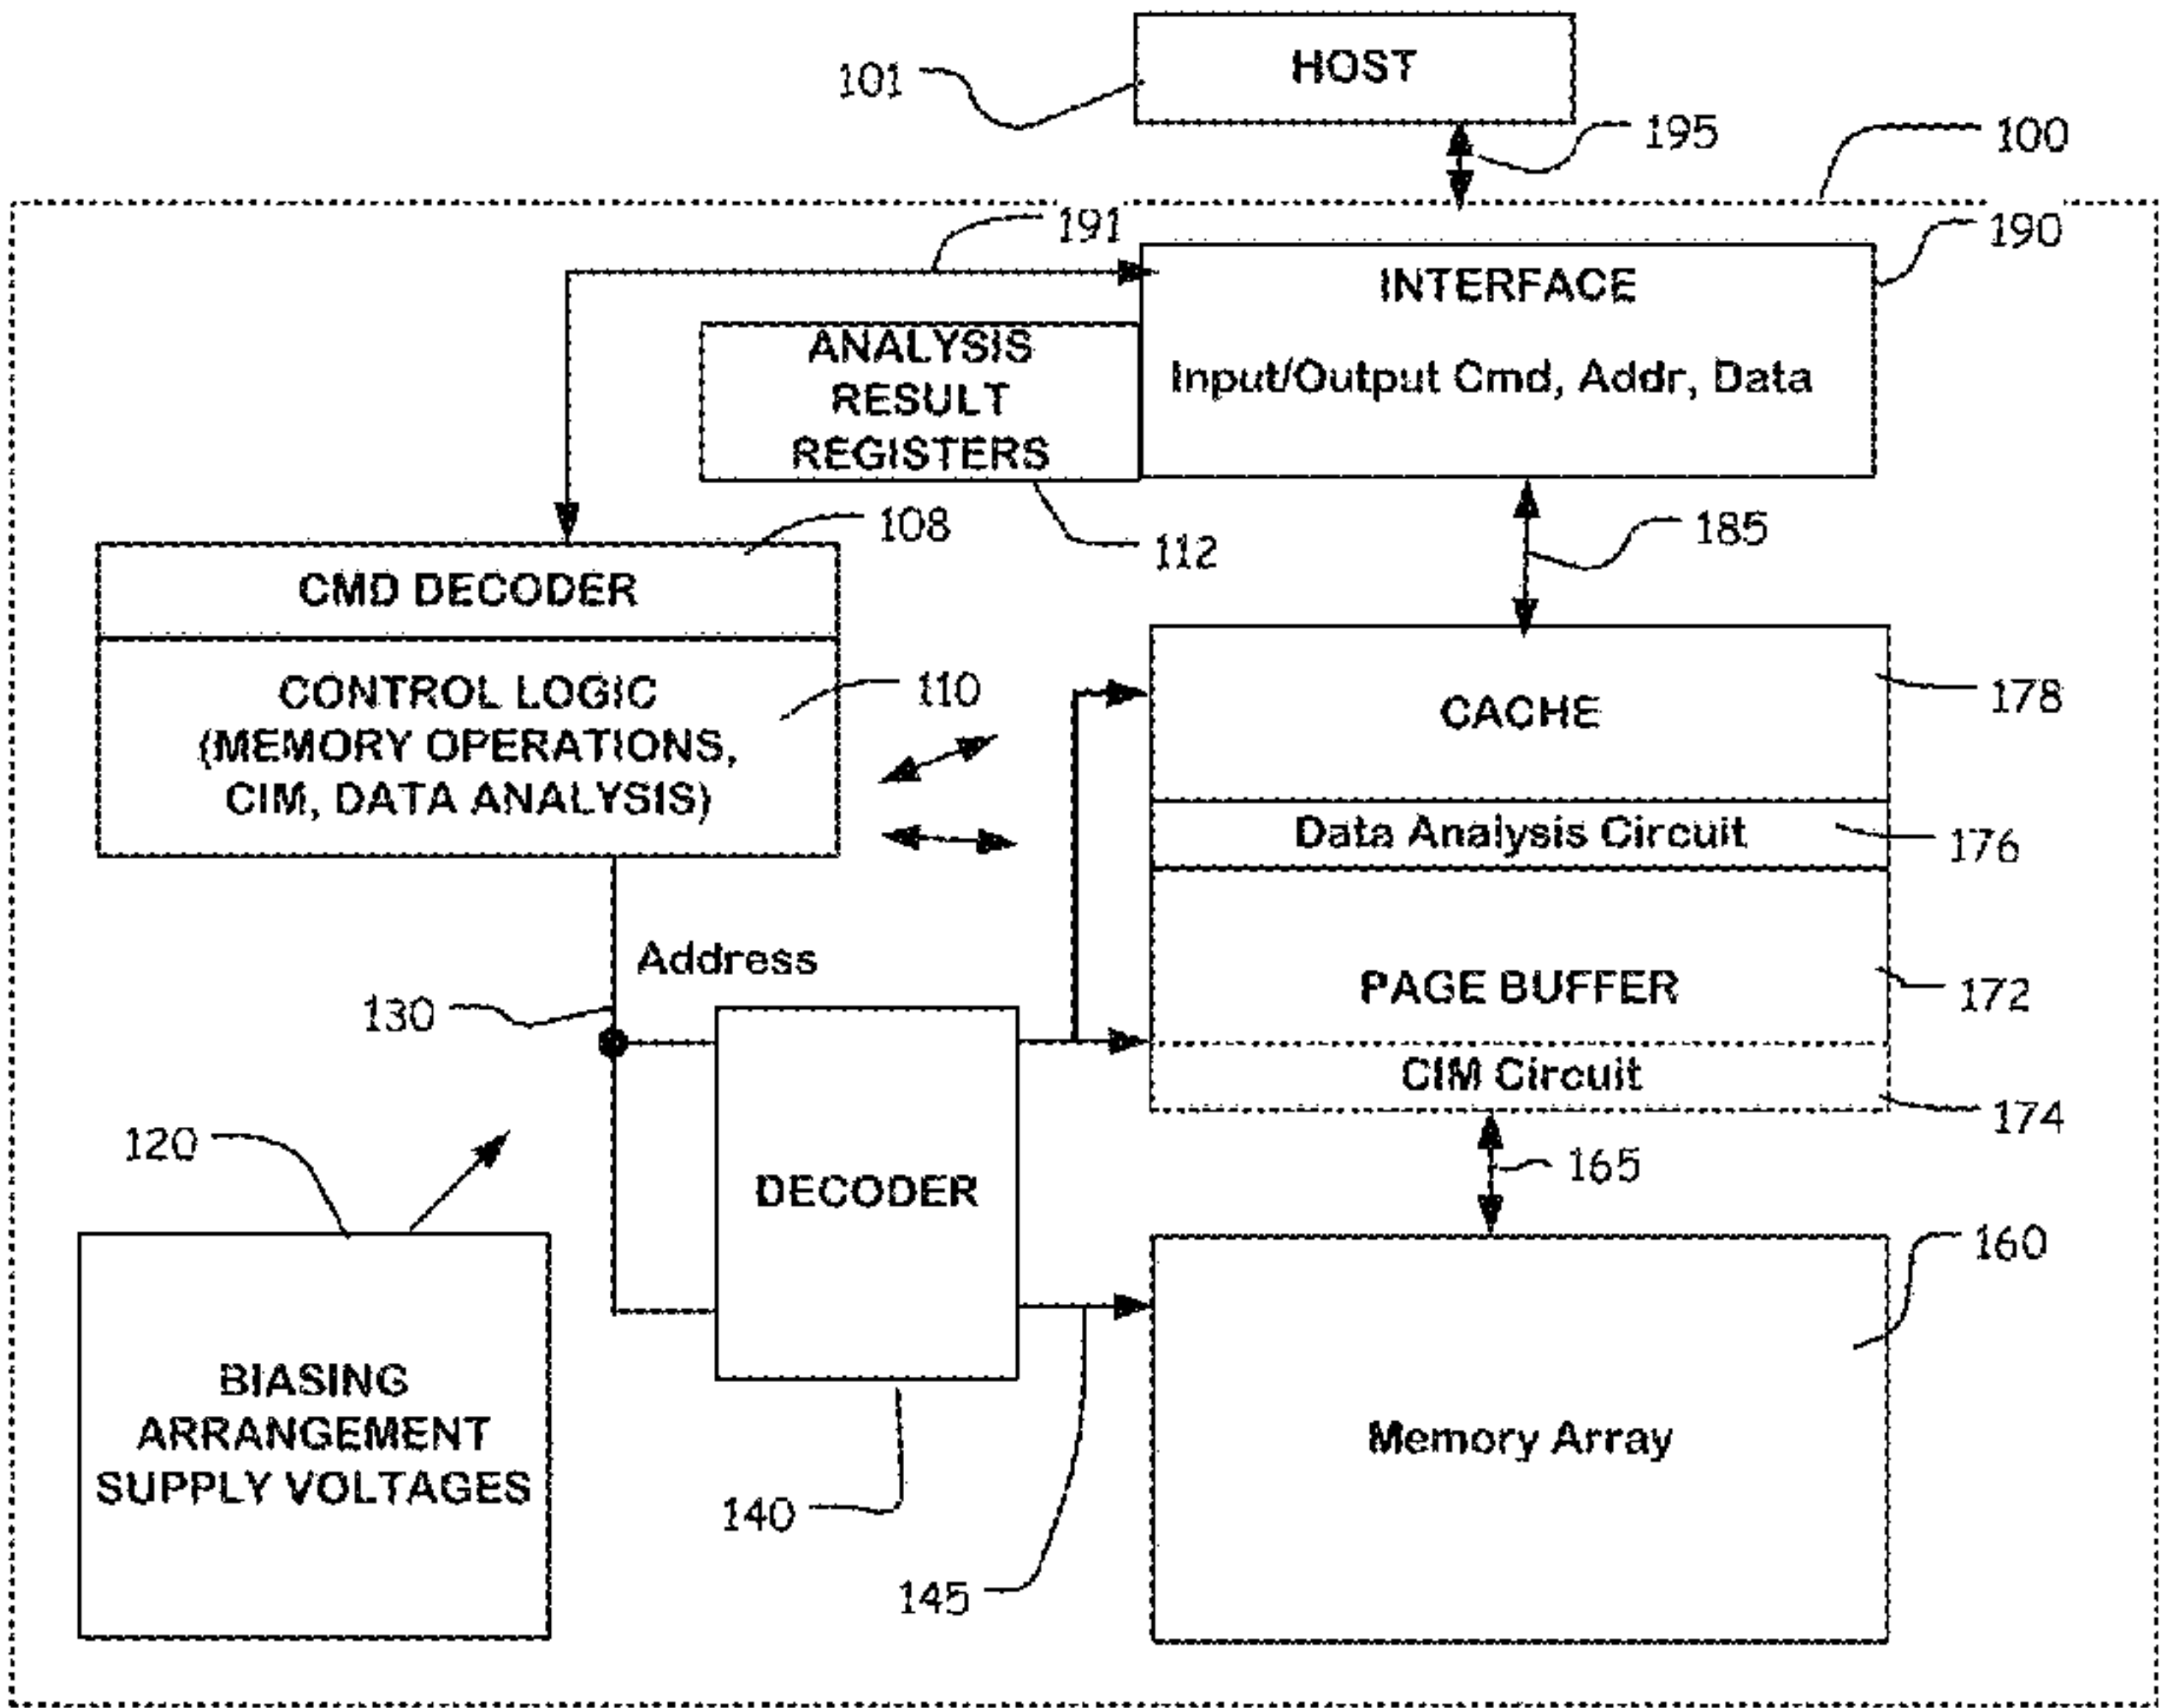 HOST
101
195
100
191
190
INTERFACE
Input/Output Cmd, Addr, Data
ANALYSIS
RESULT
REGISTERS
108
112
185
CMD DECODER
CONTROL LOGIC
(MEMORY OPERATIONS,
CIM, DATA ANALYSIS)
110
CACHE
178
Data Analysis Circuit
176
Address
130
PAGE BUFFER
172
CIM Circuit
174
120
DECODER
165
160
BIASING
ARRANGEMENT
SUPPLY VOLTAGES
Memory Array
140
145